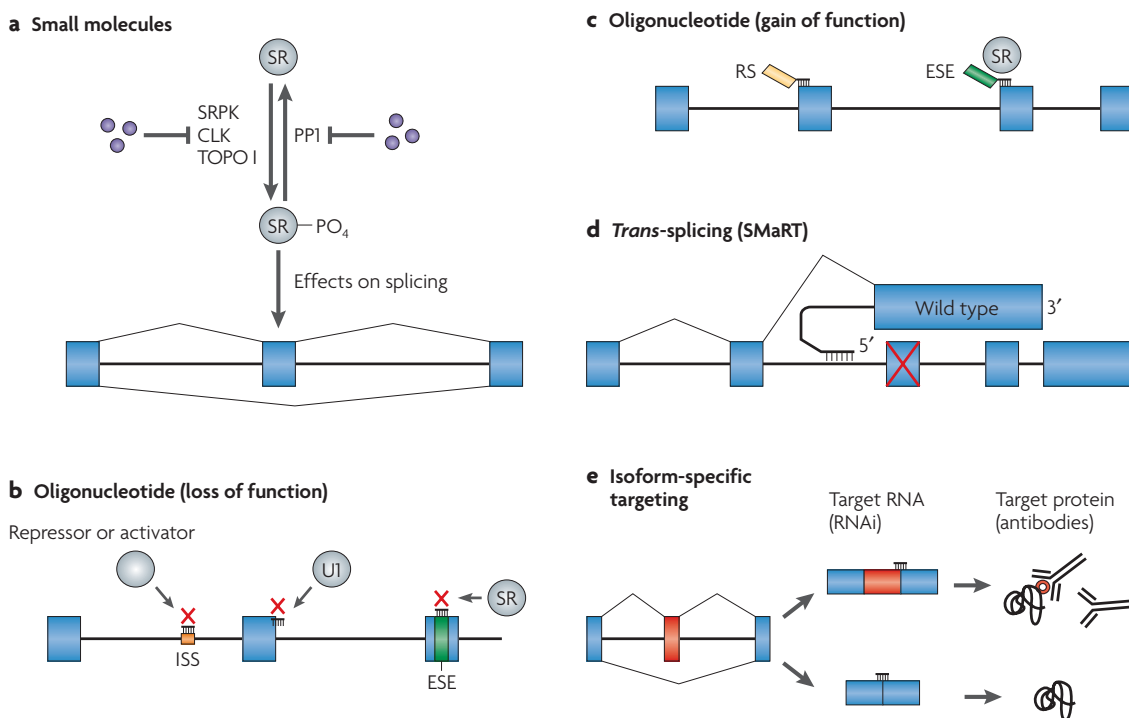 a Small molecules
SR
SRPK
CLK
TOPO I
PP1
SR
PO₄
Effects on splicing
b Oligonucleotide (loss of function)
Repressor or activator
U1
SR
ISS
ESE
c Oligonucleotide (gain of function)
SR
RS
ESE
d Trans-splicing (SMaRT)
Wild type
3′
5′
e Isoform-specific
targeting
Target RNA
(RNAi)
Target protein
(antibodies)